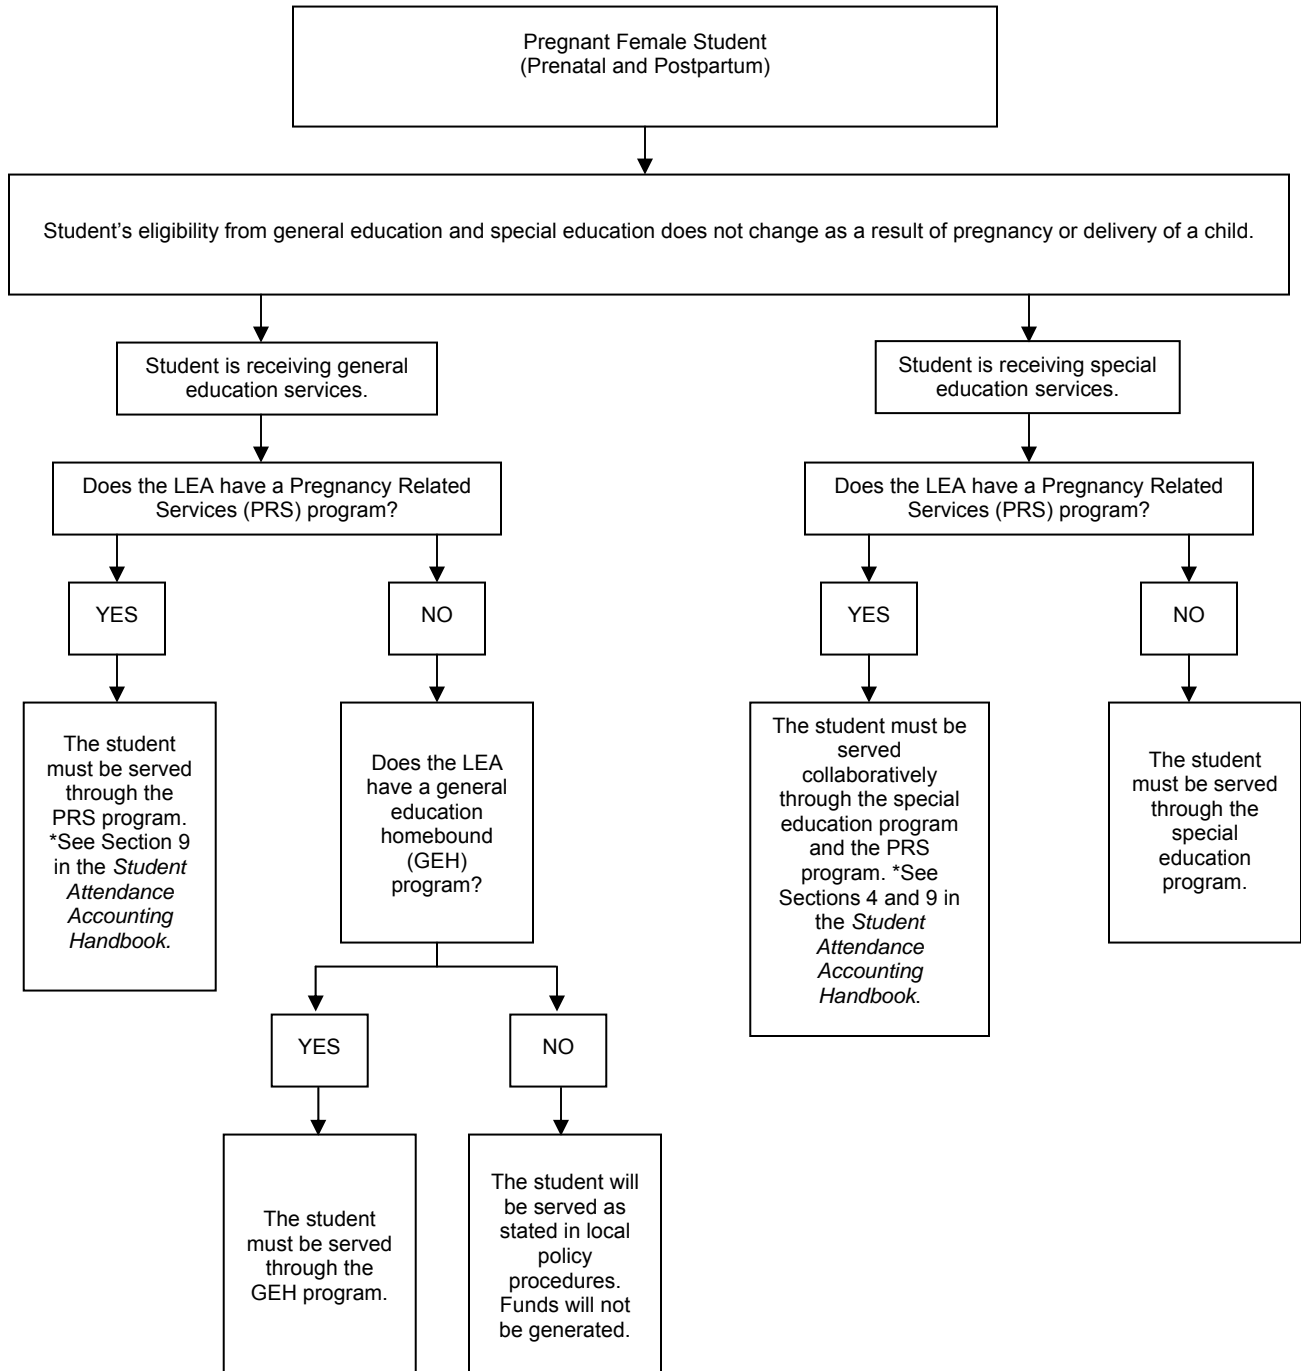 Pregnant Female Student
(Prenatal and Postpartum)
Student’s eligibility from general education and special education does not change as a result of pregnancy or delivery of a child.
Student is receiving general
education services.
Student is receiving special
education services.
Does the LEA have a Pregnancy Related
Services (PRS) program?
Does the LEA have a Pregnancy Related
Services (PRS) program?
YES
NO
YES
NO
The student
must be served
through the
PRS program.
*See Section 9
in the Student
Attendance
Accounting
Handbook.
Does the LEA
have a general
education
homebound
(GEH)
program?
The student must be
served
collaboratively
through the special
education program
and the PRS
program. *See
Sections 4 and 9 in
the Student
Attendance
Accounting
Handbook.
The student
must be served
through the
special
education
program.
YES
NO
The student
must be served
through the
GEH program.
The student will
be served as
stated in local
policy
procedures.
Funds will not
be generated.